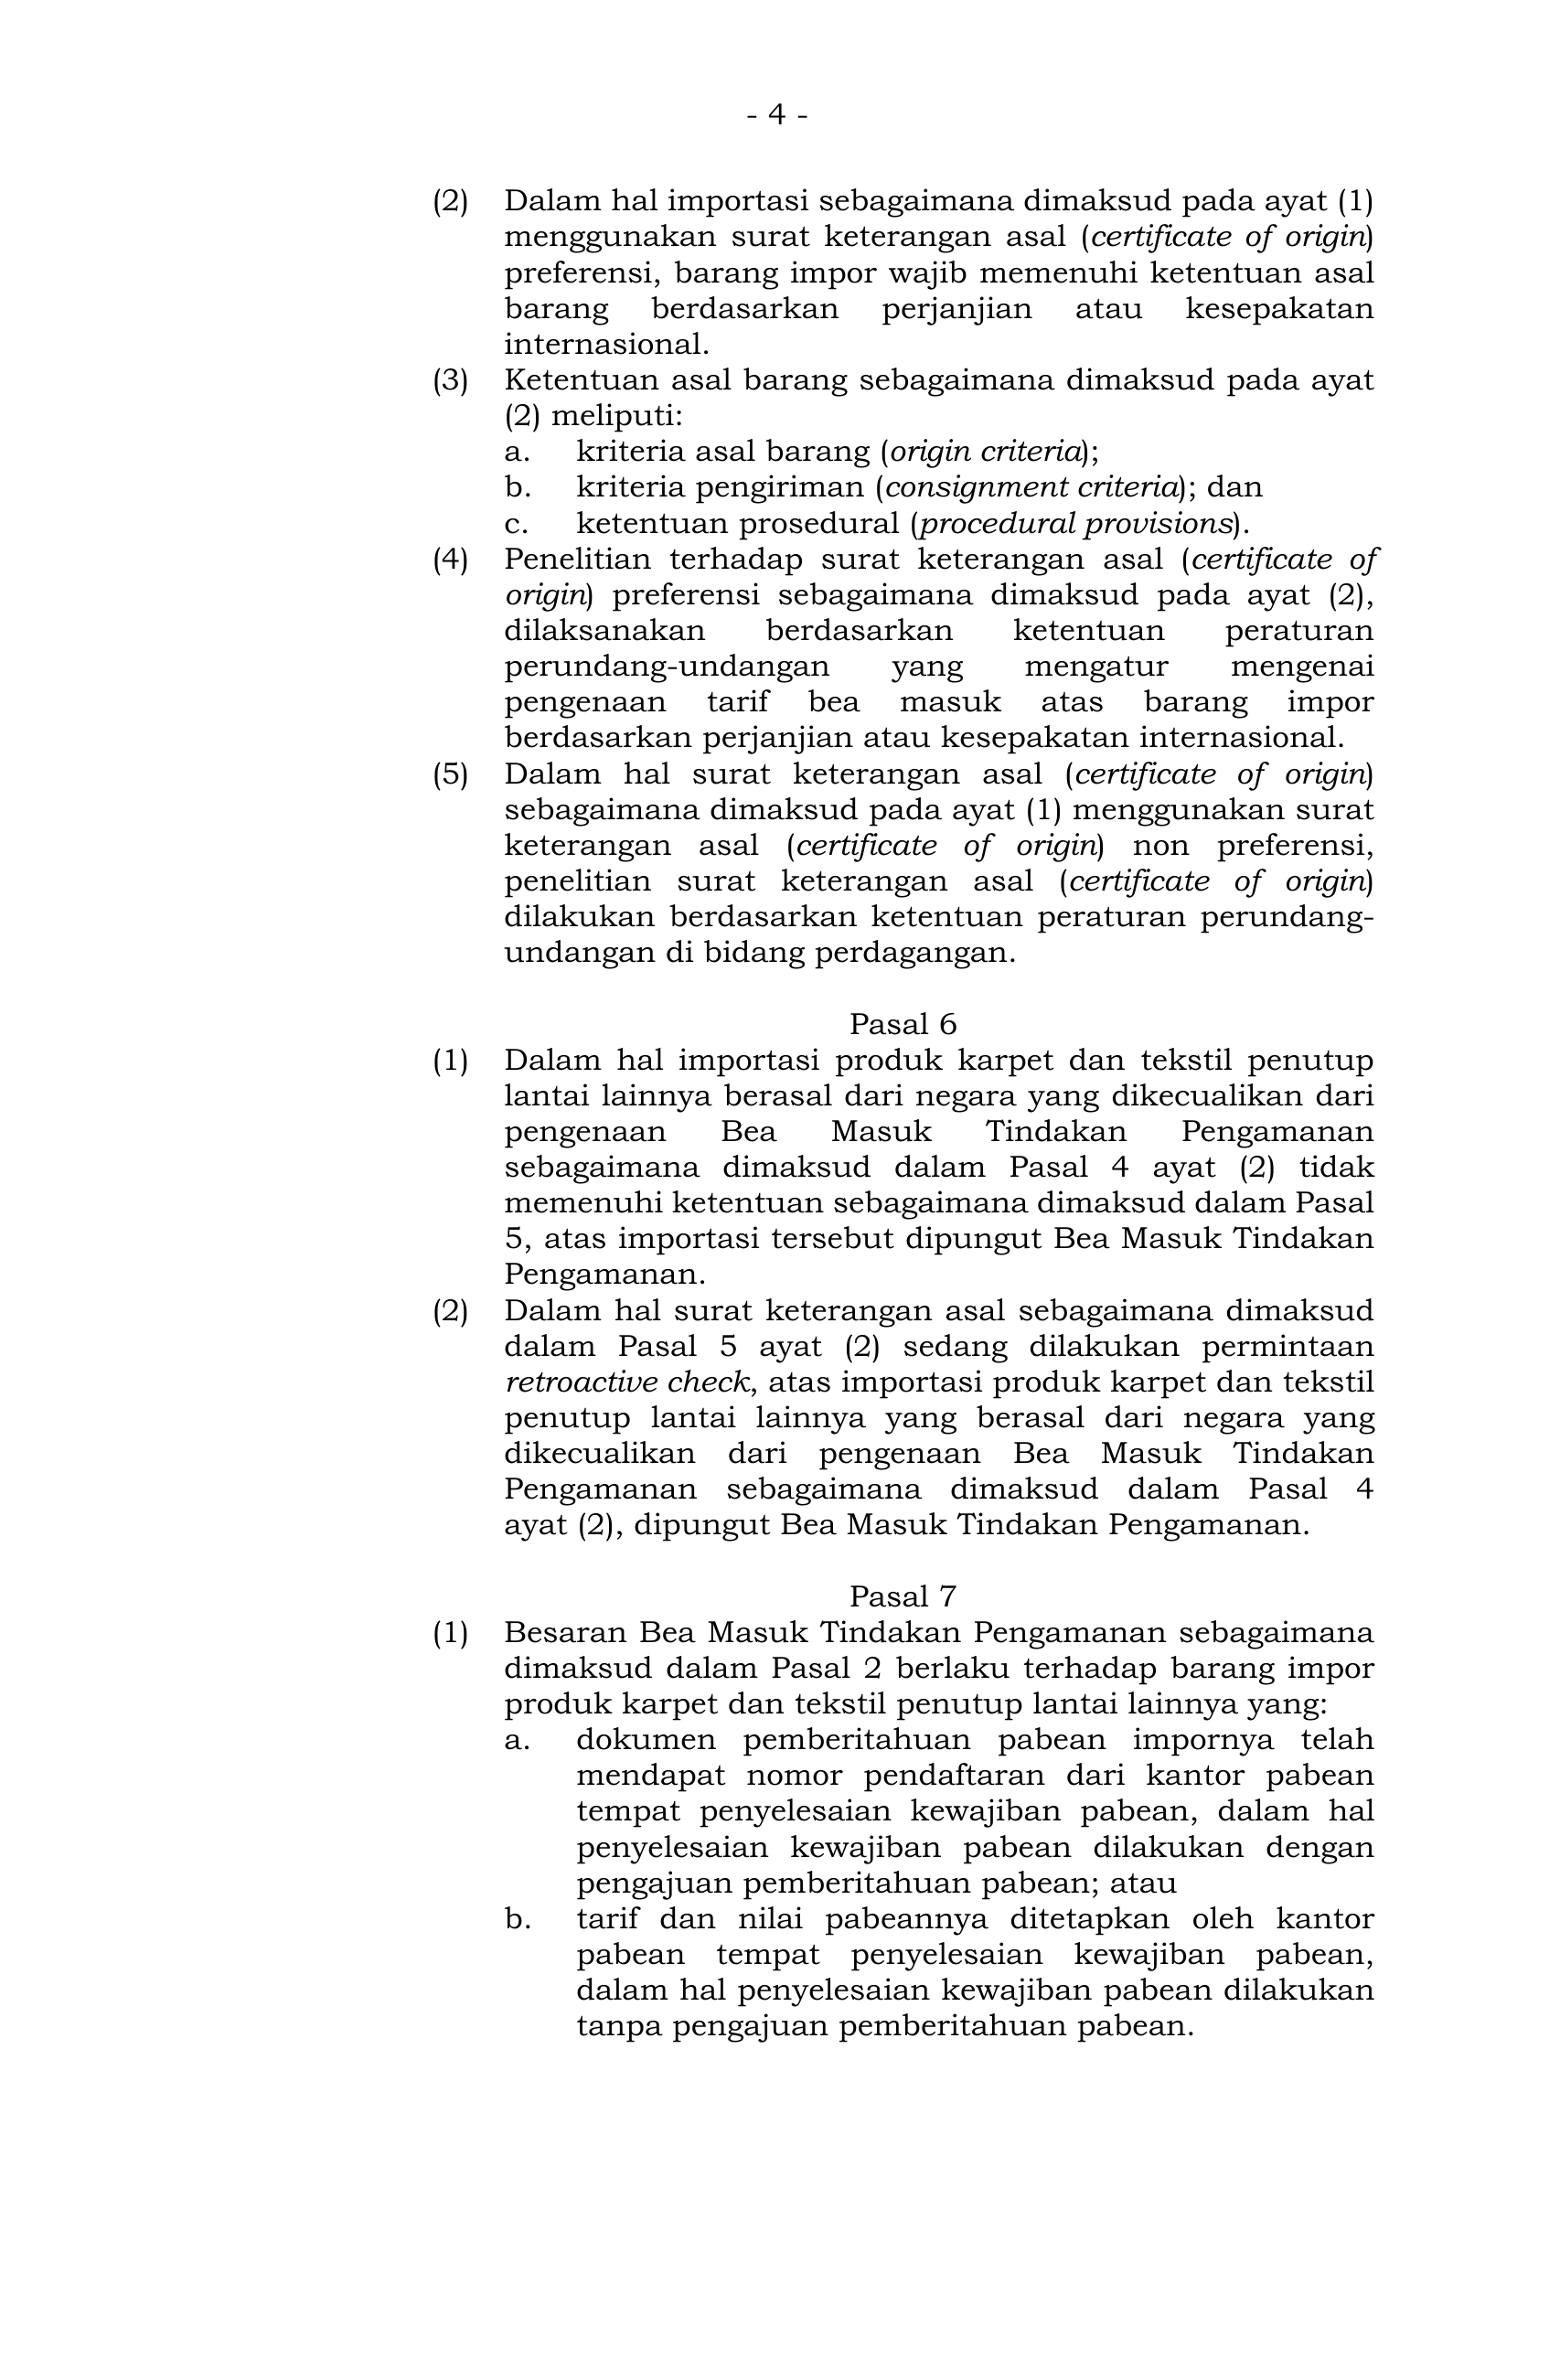 - 4 -
(2) Dalam hal importasi sebagaimana dimaksud pada ayat (1)
menggunakan surat keterangan asal (certificate of origin)
preferensi, barang impor wajib memenuhi ketentuan asal
barang berdasarkan perjanjian atau kesepakatan
internasional.
(3) Ketentuan asal barang sebagaimana dimaksud pada ayat
(2) meliputi:
a. kriteria asal barang (origin criteria);
b. kriteria pengiriman (consignment criteria); dan
c. ketentuan prosedural (procedural provisions).
(4) Penelitian terhadap surat keterangan asal (certificate of
origin) preferensi sebagaimana dimaksud pada ayat (2),
dilaksanakan berdasarkan ketentuan peraturan
perundang-undangan yang mengatur mengenai
pengenaan tarif bea masuk atas barang impor
berdasarkan perjanjian atau kesepakatan internasional.
(5) Dalam hal surat keterangan asal (certificate of origin)
sebagaimana dimaksud pada ayat (1) menggunakan surat
keterangan asal (certificate of origin) non preferensi,
penelitian surat keterangan asal (certificate of origin)
dilakukan berdasarkan ketentuan peraturan perundang-
undangan di bidang perdagangan.
Pasal 6
(1) Dalam hal importasi produk karpet dan tekstil penutup
lantai lainnya berasal dari negara yang dikecualikan dari
pengenaan Bea Masuk Tindakan Pengamanan
sebagaimana dimaksud dalam Pasal 4 ayat (2) tidak
memenuhi ketentuan sebagaimana dimaksud dalam Pasal
5, atas importasi tersebut dipungut Bea Masuk Tindakan
Pengamanan.
(2) Dalam hal surat keterangan asal sebagaimana dimaksud
dalam Pasal 5 ayat (2) sedang dilakukan permintaan
retroactive check, atas importasi produk karpet dan tekstil
penutup lantai lainnya yang berasal dari negara yang
dikecualikan dari pengenaan Bea Masuk Tindakan
Pengamanan sebagaimana dimaksud dalam Pasal 4
ayat (2), dipungut Bea Masuk Tindakan Pengamanan.
Pasal 7
(1) Besaran Bea Masuk Tindakan Pengamanan sebagaimana
dimaksud dalam Pasal 2 berlaku terhadap barang impor
produk karpet dan tekstil penutup lantai lainnya yang:
a. dokumen pemberitahuan pabean impornya telah
mendapat nomor pendaftaran dari kantor pabean
tempat penyelesaian kewajiban pabean, dalam hal
penyelesaian kewajiban pabean dilakukan dengan
pengajuan pemberitahuan pabean; atau
b. tarif dan nilai pabeannya ditetapkan oleh kantor
pabean tempat penyelesaian kewajiban pabean,
dalam hal penyelesaian kewajiban pabean dilakukan
tanpa pengajuan pemberitahuan pabean.